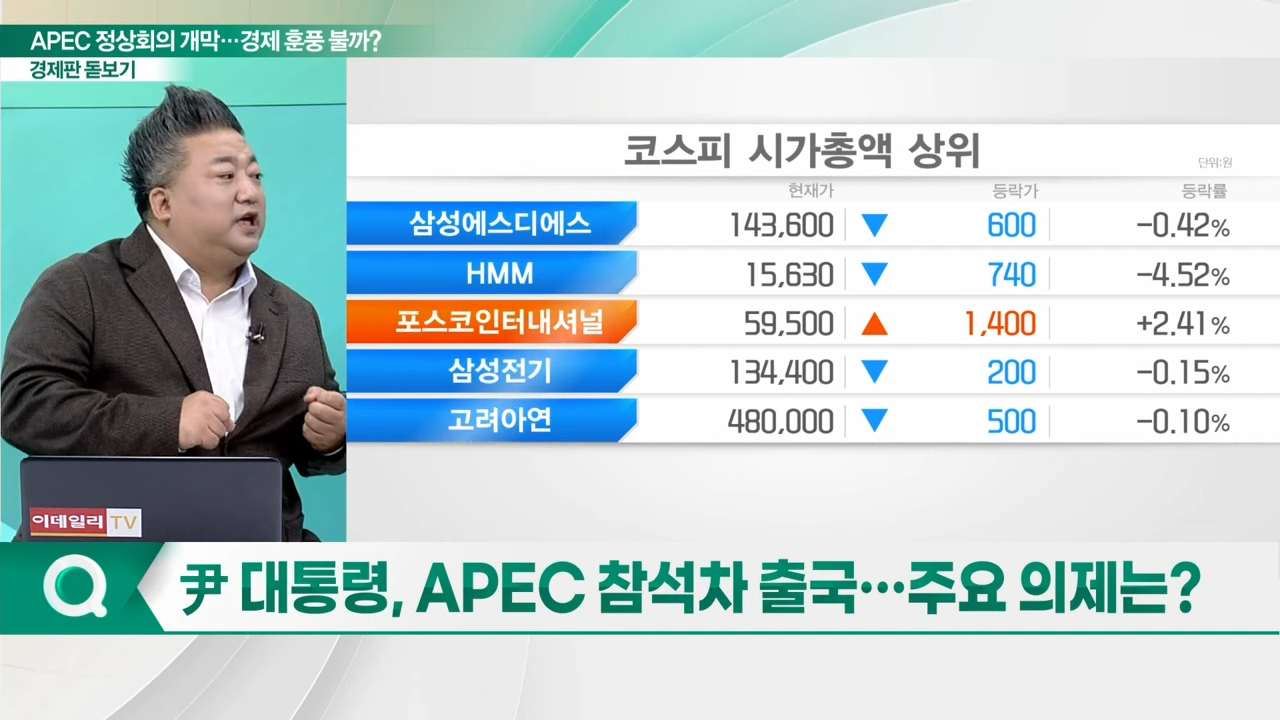 APEC 정상회의 개막…경제 훈풍 불까?
경제판 돋보기
코스피 시가총액 상위
단위:원
현재가 등락가 등락률
삼성에스디에스 143,600 ▼ 600 -0.42%
HMM 15,630 ▼ 740 -4.52%
포스코인터내셔널 59,500 ▲ 1,400 +2.41%
삼성전기 134,400 ▼ 200 -0.15%
고려아연 480,000 ▼ 500 -0.10%
이데일리TV
尹 대통령, APEC 참석차 출국…주요 의제는?